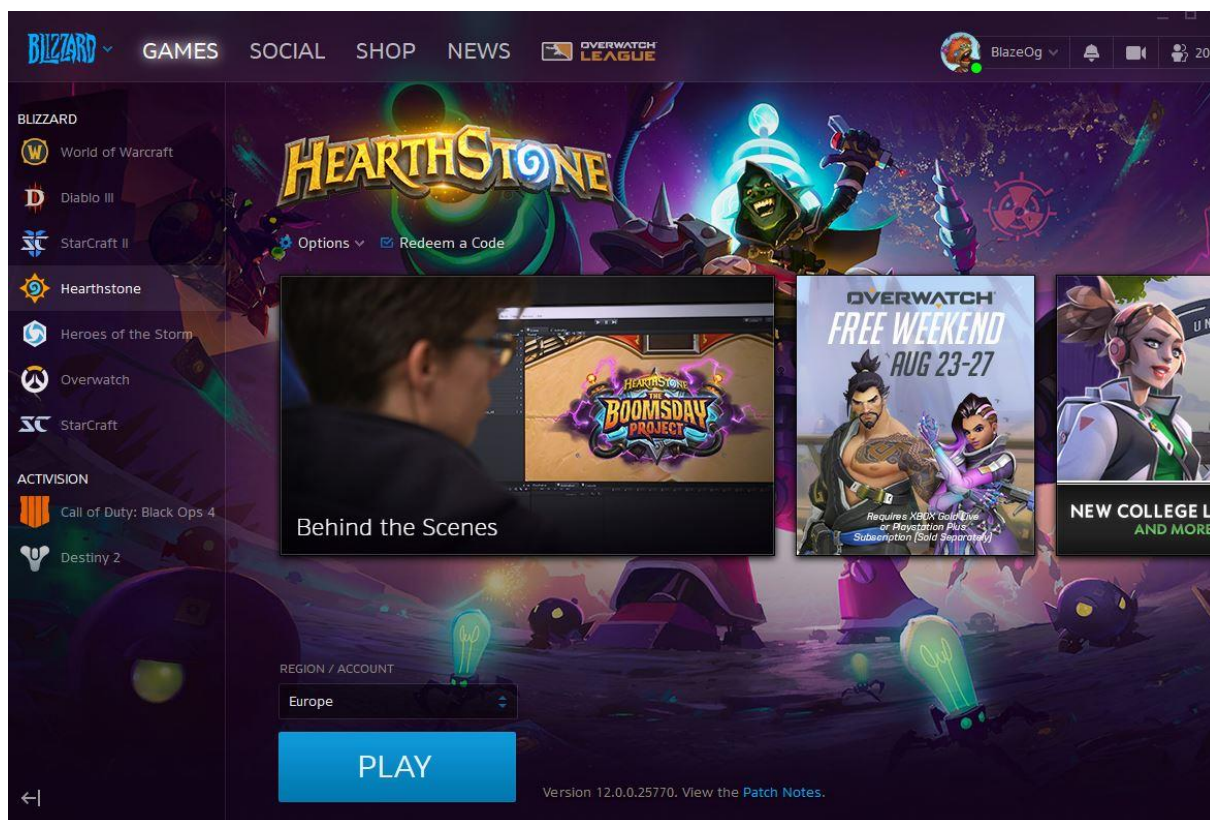 BLIZZARD
GAMES
SOCIAL
SHOP
NEWS
OVERWATCH
LEAGUE
BlazeOg
20
BLIZZARD
World of Warcraft
Diablo III
StarCraft II
Hearthstone
Heroes of the Storm
Overwatch
StarCraft
ACTIVISION
Call of Duty: Black Ops 4
Destiny 2
HEARTHSTONE
Options
Redeem a Code
HEARTHSTONE
THE
BOOMSDAY
PROJECT
Behind the Scenes
OVERWATCH
FREE WEEKEND
AUG 23-27
Requires XBOX Gold Live
or Playstation Plus
Subscription (Sold Separately)
UN
NEW COLLEGE L
AND MORE
REGION / ACCOUNT
Europe
PLAY
Version 12.0.0.25770. View the Patch Notes.